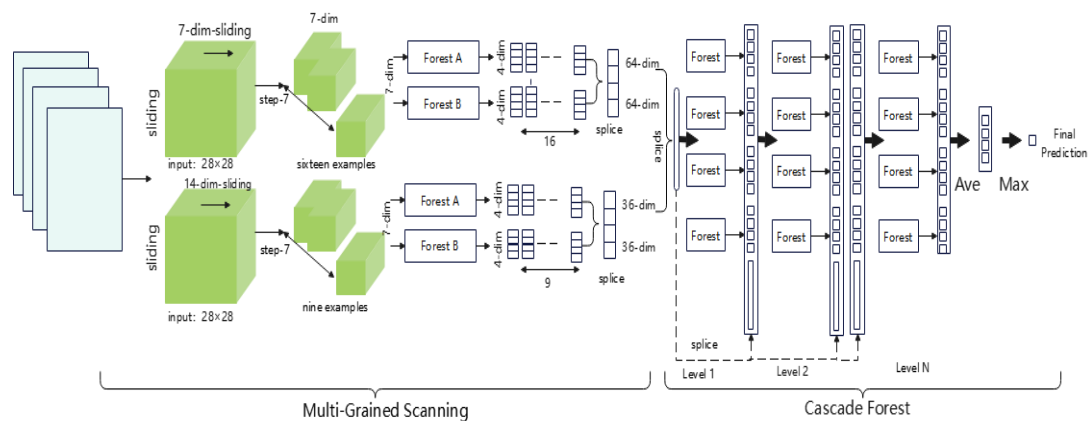 7-dim-sliding
sliding
input: 28×28
step-7
7-dim
sixteen examples
7-dim
Forest A
Forest B
4-dim
4-dim
16
splice
64-dim
64-dim
14-dim-sliding
sliding
input: 28×28
step-7
nine examples
7-dim
Forest A
Forest B
4-dim
4-dim
9
splice
36-dim
36-dim
splice
Forest
Forest
Forest
Forest
Forest
Forest
Forest
Forest
Forest
Forest
Forest
Forest
Ave
Max
Final
Prediction
splice
Level 1
Level 2
Level N
Multi-Grained Scanning
Cascade Forest